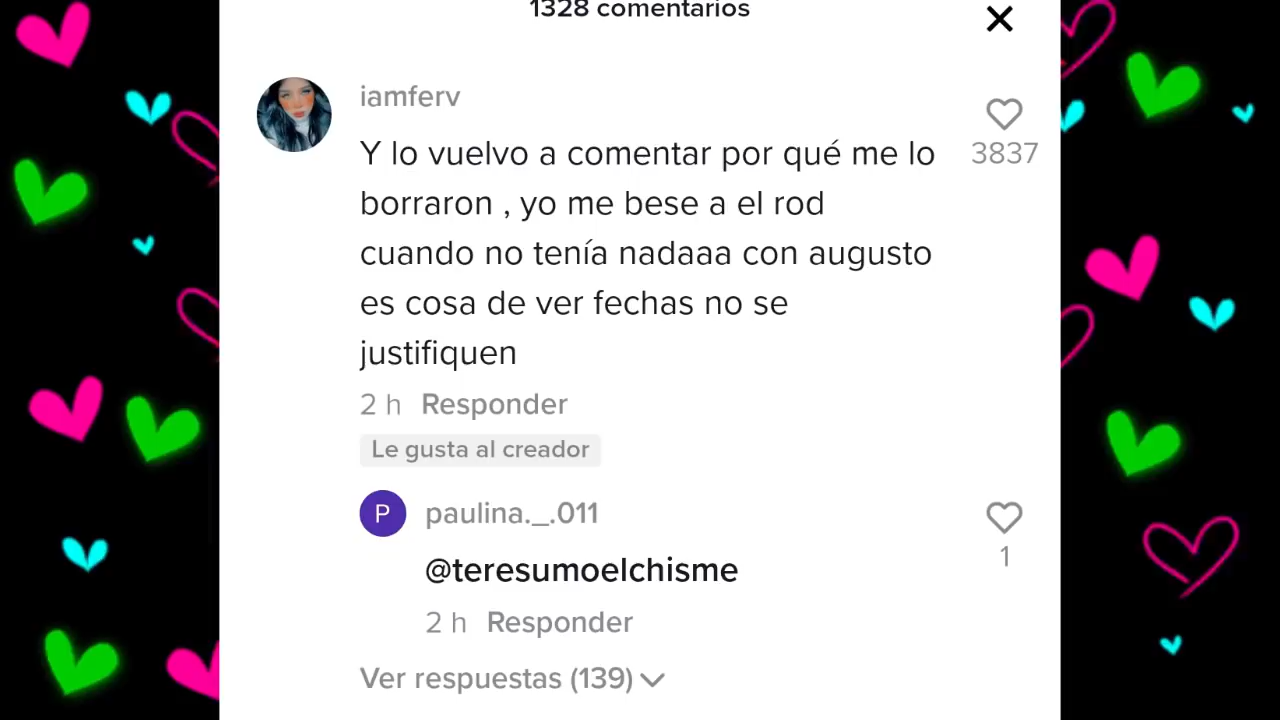 1328 comentarios
iamferv
Y lo vuelvo a comentar por qué me lo
borraron , yo me bese a el rod
cuando no tenía nadaaa con augusto
es cosa de ver fechas no se
justifiquen
3837
2 h Responder
Le gusta al creador
P
paulina._.011
@teresumoelchisme
1
2 h Responder
Ver respuestas (139)